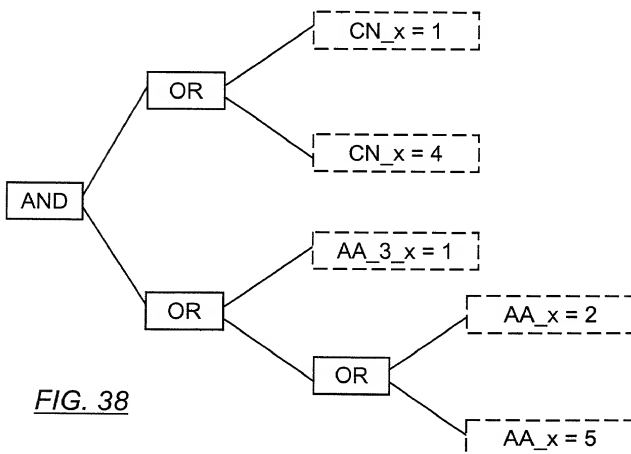 CN_x = 1
OR
CN_x = 4
AND
AA_3_x = 1
OR
AA_x = 2
OR
FIG. 38
AA_x = 5